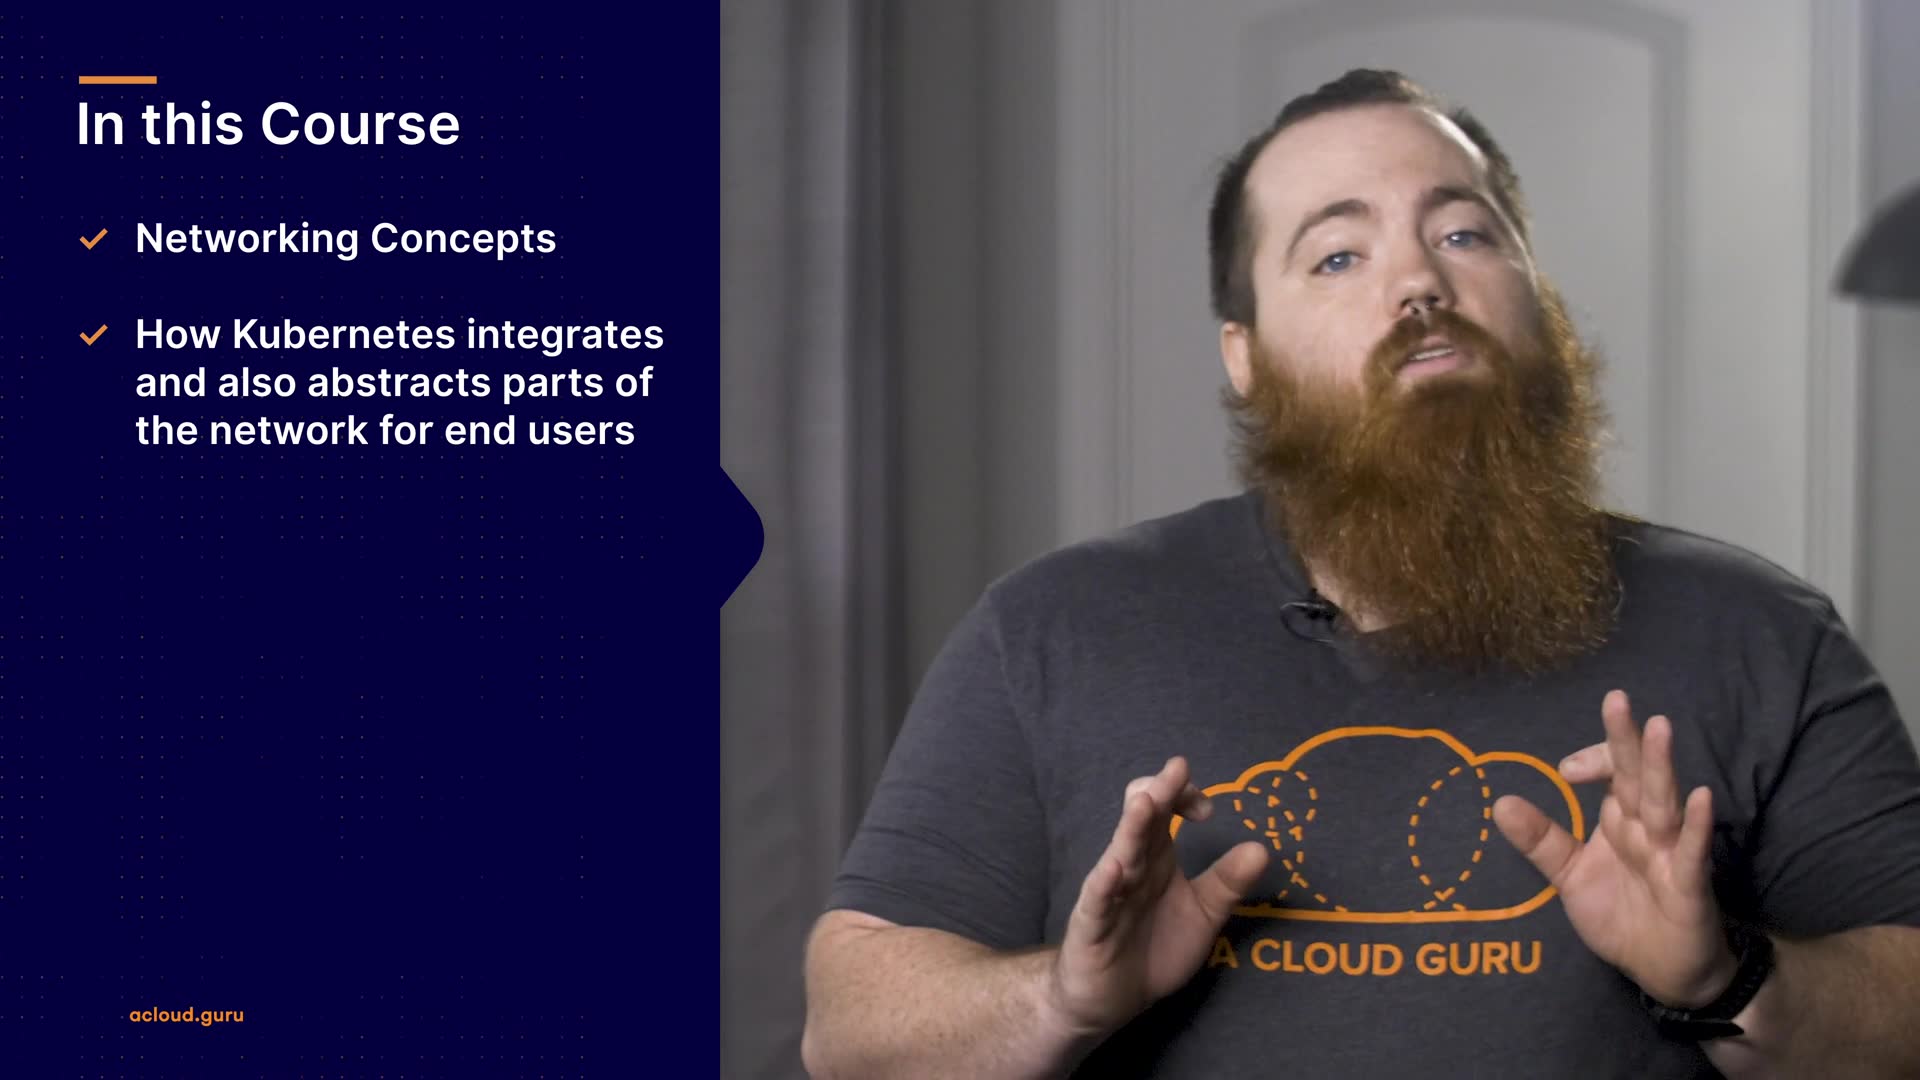 In this Course
Networking Concepts
How Kubernetes integrates
and also abstracts parts of
the network for end users
acloud.guru
A CLOUD GURU